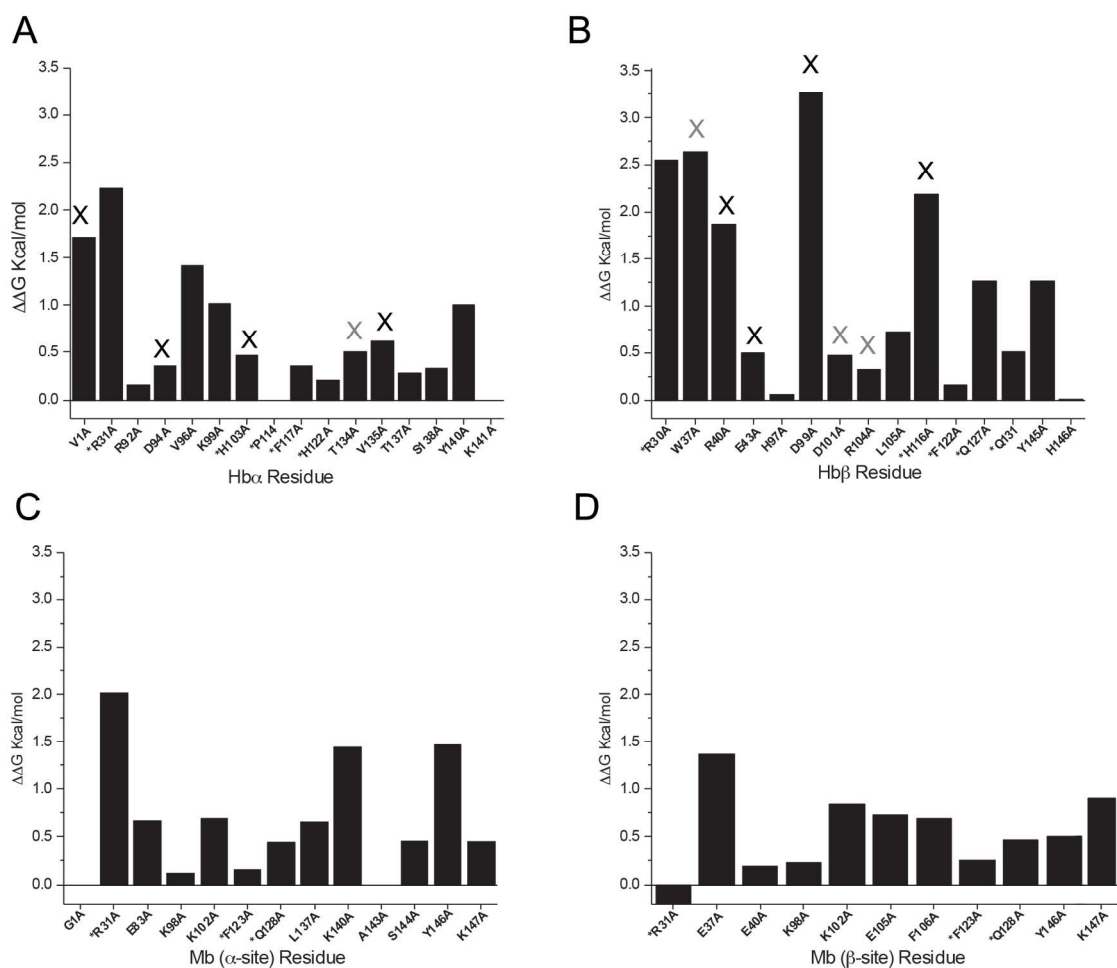 A
ΔΔG Kcal/mol
3.5
3.0
2.5
2.0
1.5
1.0
0.5
0.0
X
X
X
X
X
V1A
*R31A
R92A
D94A
V96A
K99A
*H103A
*P114
*F117A
*H122A
T134A
V135A
T137A
S138A
Y140A
K141A
Hbα Residue
B
ΔΔG Kcal/mol
3.5
3.0
2.5
2.0
1.5
1.0
0.5
0.0
X
X
X
X
X
X
X
*R30A
W37A
R40A
E43A
H97A
D99A
D101A
R104A
L105A
*H116A
*F122A
*Q127A
*Q131
Y145A
H146A
Hbβ Residue
C
ΔΔG Kcal/mol
3.5
3.0
2.5
2.0
1.5
1.0
0.5
0.0
G1A
*R31A
E83A
K98A
K102A
*F123A
*Q128A
L137A
K140A
A143A
S144A
Y146A
K147A
Mb (α-site) Residue
D
ΔΔG Kcal/mol
3.5
3.0
2.5
2.0
1.5
1.0
0.5
0.0
*R31A
E37A
E40A
K98A
K102A
E105A
F106A
*F123A
*Q128A
Y146A
K147A
Mb (β-site) Residue